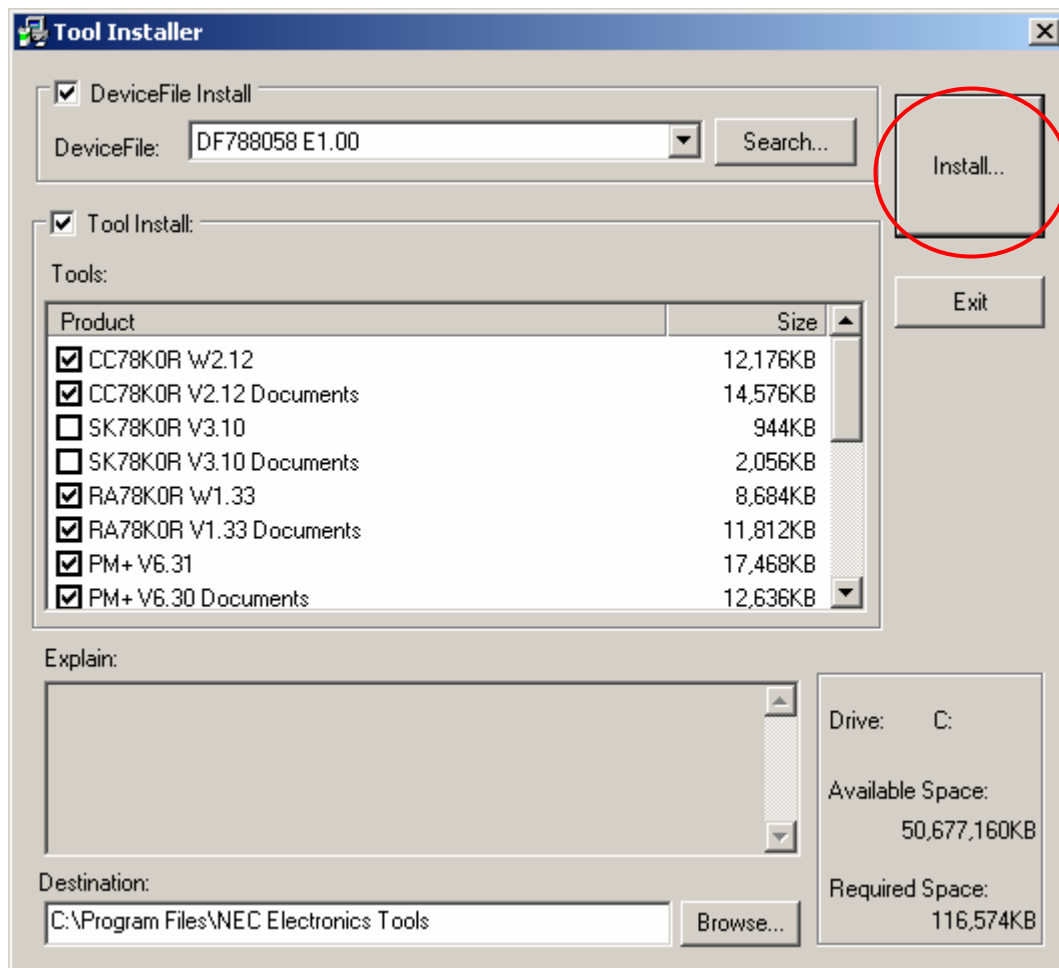 Tool Installer
DeviceFile Install
DeviceFile: DF788058 E1.00 Search...
Install...
Tool Install:
Tools:
Exit
Product Size
CC78K0R W2.12 12,176KB
CC78K0R V2.12 Documents 14,576KB
SK78K0R V3.10 944KB
SK78K0R V3.10 Documents 2,056KB
RA78K0R W1.33 8,684KB
RA78K0R V1.33 Documents 11,812KB
PM+ V6.31 17,468KB
PM+ V6.30 Documents 12,636KB
Explain:
Drive: C:
Available Space:
50,677,160KB
Required Space:
116,574KB
Destination:
C:\Program Files\NEC Electronics Tools Browse...